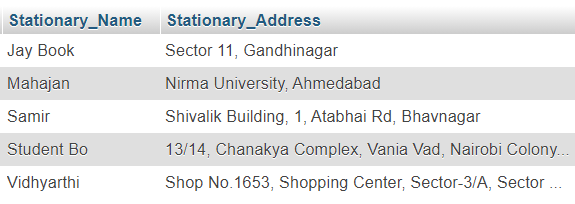 Stationary_Name Stationary_Address
Jay Book Sector 11, Gandhinagar
Mahajan Nirma University, Ahmedabad
Samir Shivalik Building, 1, Atabhai Rd, Bhavnagar
Student Bo 13/14, Chanakya Complex, Vania Vad, Nairobi Colony...
Vidhyarthi Shop No.1653, Shopping Center, Sector-3/A, Sector ...